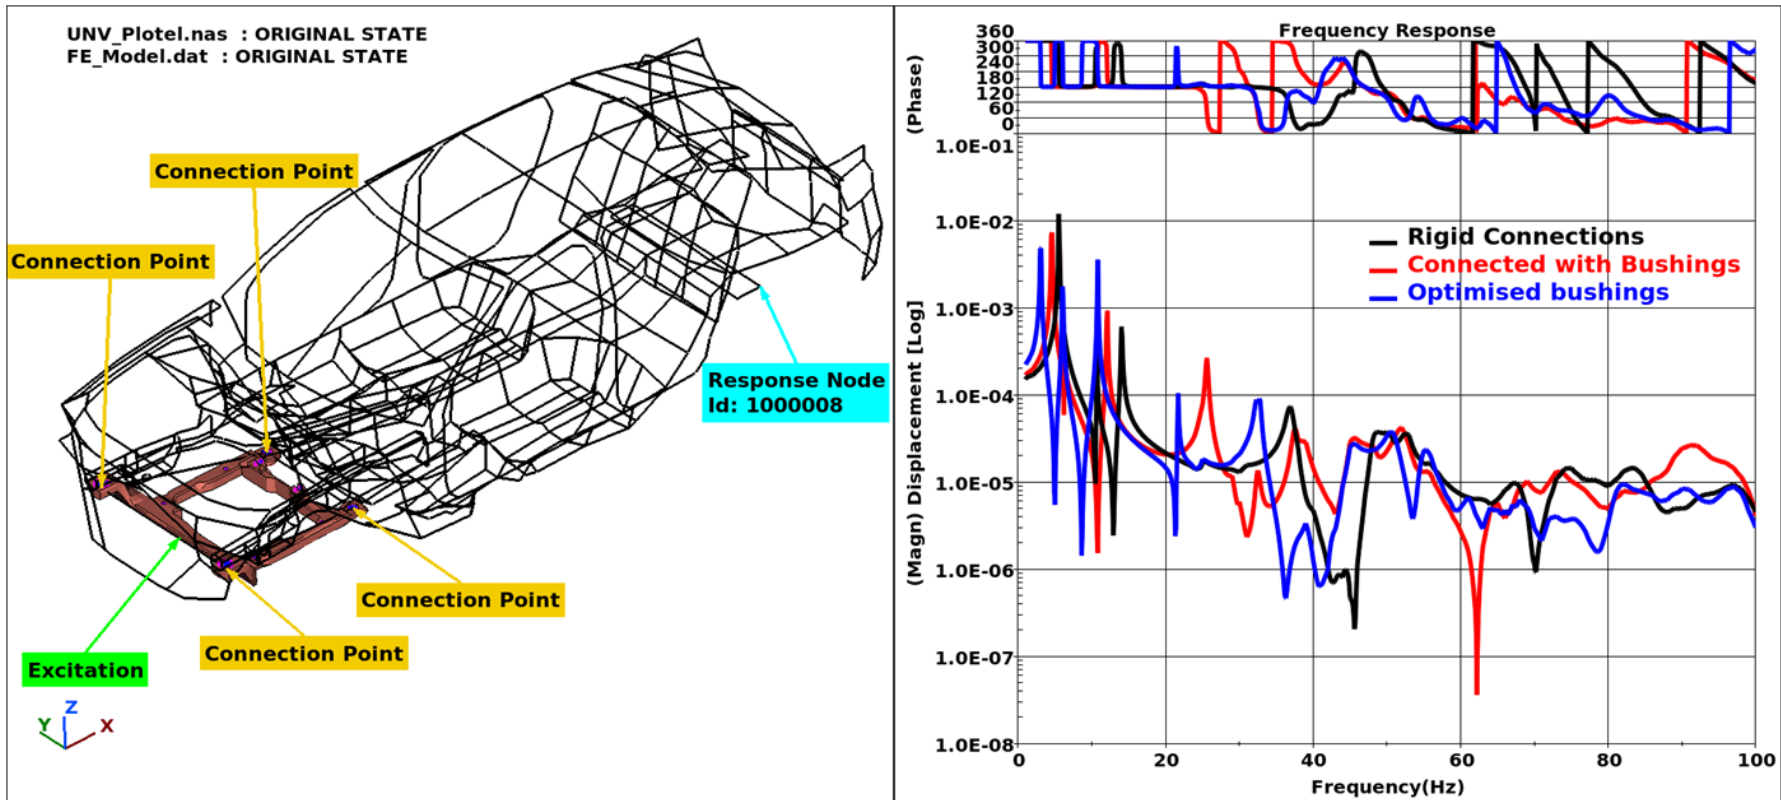 UNV_Plotel.nas : ORIGINAL STATE
FE_Model.dat : ORIGINAL STATE
Connection Point
Connection Point
Response Node
Id: 1000008
Connection Point
Connection Point
Excitation
Z
Y
X
Frequency Response
360
300
240
180
120
60
0
(Phase)
1.0E-01
1.0E-02
1.0E-03
1.0E-04
1.0E-05
1.0E-06
1.0E-07
1.0E-08
(Magn) Displacement [Log]
Rigid Connections
Connected with Bushings
Optimised bushings
0
20
40
60
80
100
Frequency(Hz)